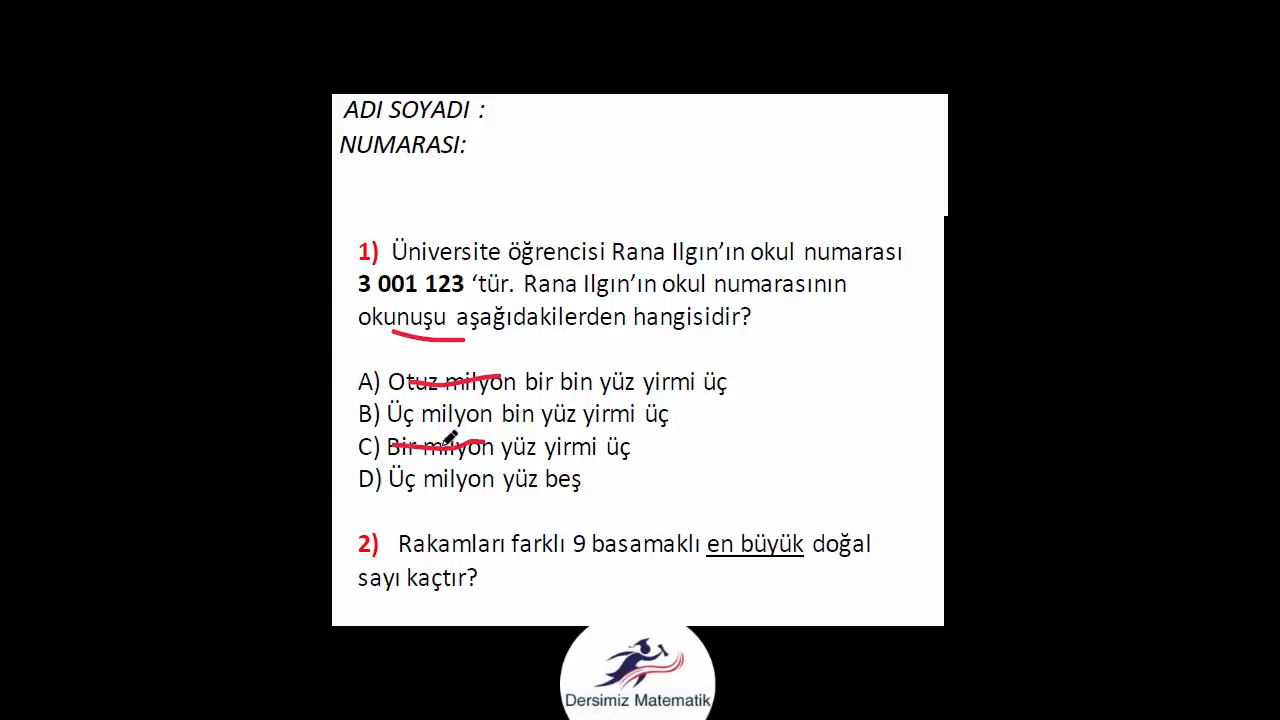 ADI SOYADI :
NUMARASI:
1) Üniversite öğrencisi Rana Ilgın’ın okul numarası
3 001 123 ‘tür. Rana Ilgın’ın okul numarasının
okunuşu aşağıdakilerden hangisidir?
A) Otuz milyon bir bin yüz yirmi üç
B) Üç milyon bin yüz yirmi üç
C) Bir milyon yüz yirmi üç
D) Üç milyon yüz beş
2) Rakamları farklı 9 basamaklı en büyük doğal
sayı kaçtır?
Dersimiz Matematik